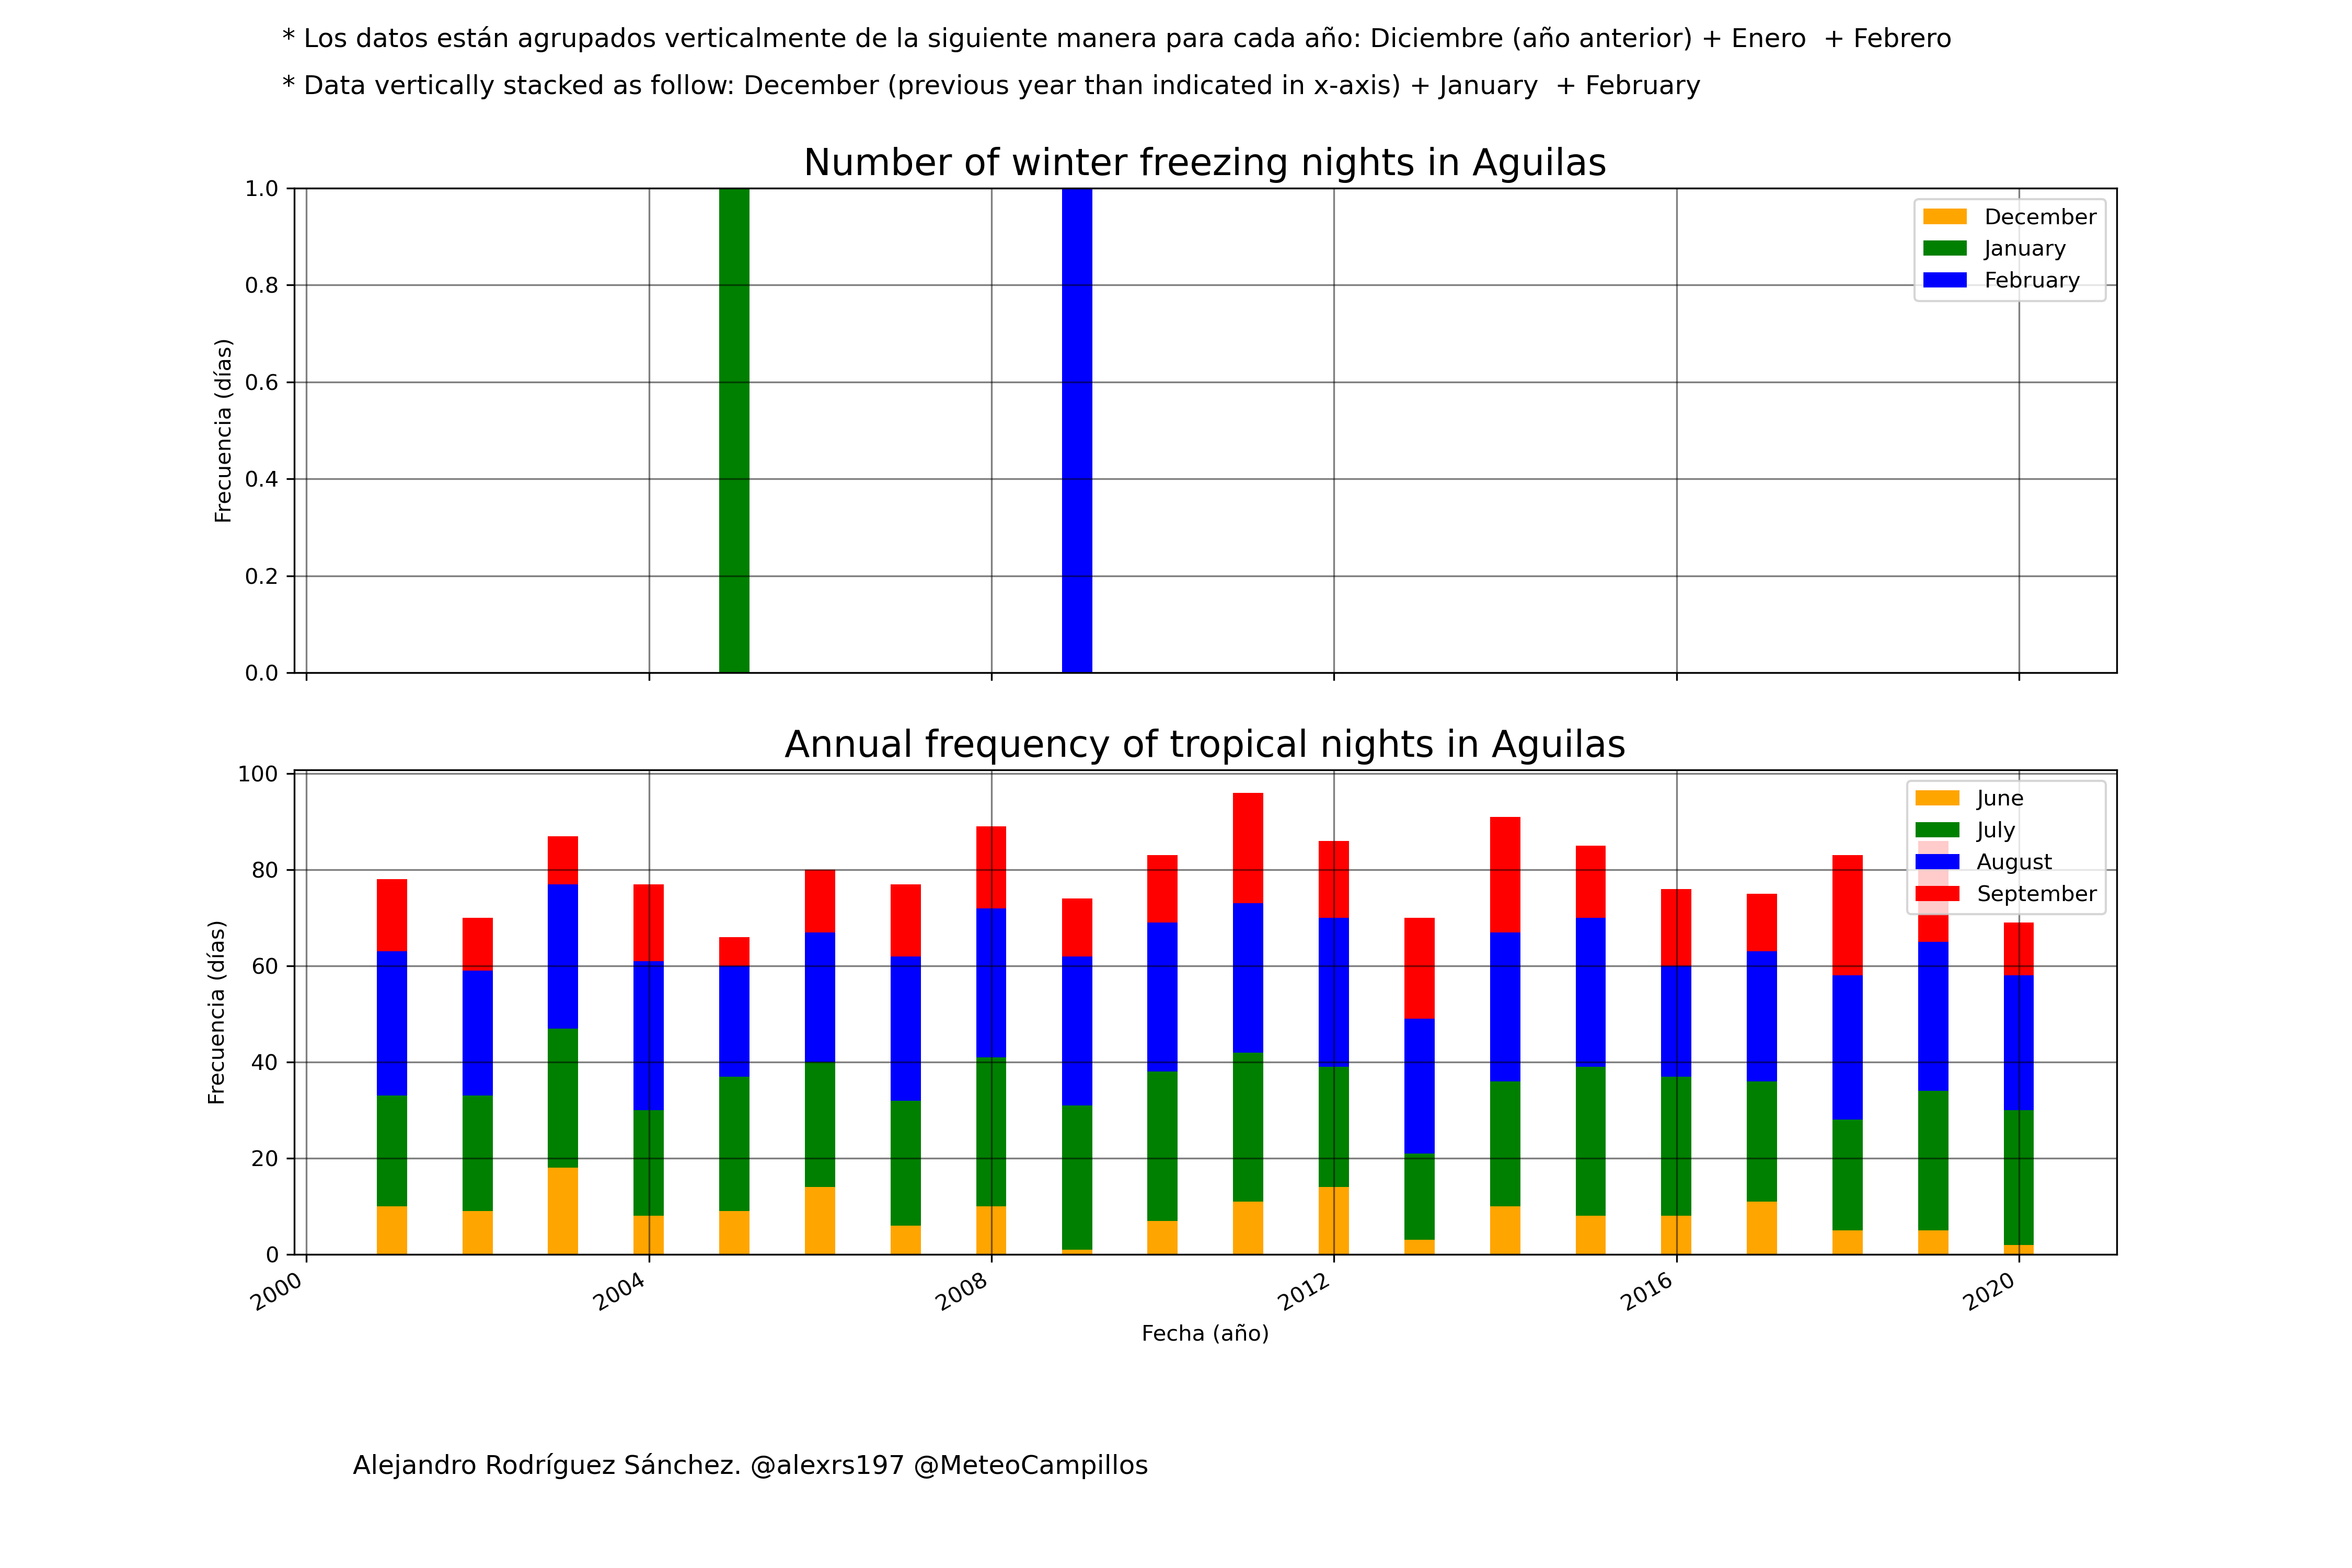 * Los datos están agrupados verticalmente de la siguiente manera para cada año: Diciembre (año anterior) + Enero  + Febrero
* Data vertically stacked as follow: December (previous year than indicated in x-axis) + January  + February
Number of winter freezing nights in Aguilas
1.0
0.8
0.6
0.4
0.2
0.0
Frecuencia (días)
December
January
February
Annual frequency of tropical nights in Aguilas
100
80
60
40
20
0
Frecuencia (días)
June
July
August
September
2000
2004
2008
2012
2016
2020
Fecha (año)
Alejandro Rodríguez Sánchez. @alexrs197 @MeteoCampillos